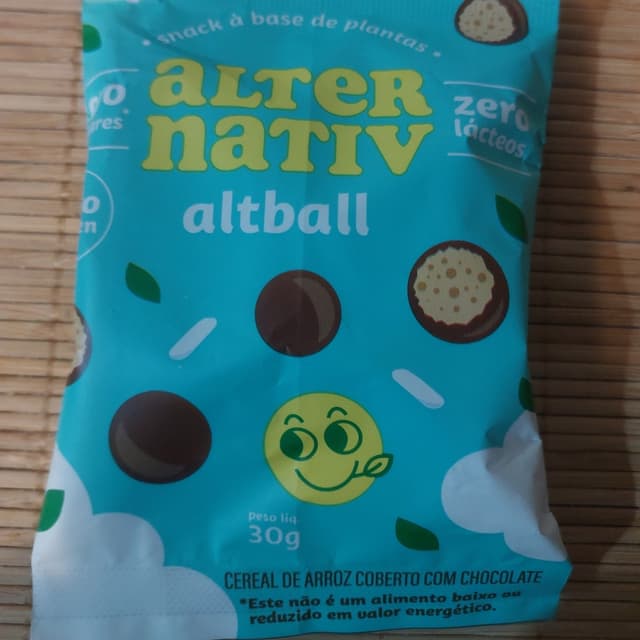 • snack à base de plantas •
ALTER
NATIV
zero
lácteos
altball
peso líq.
30g
CEREAL DE ARROZ COBERTO COM CHOCOLATE
*Este não é um alimento baixo ou
reduzido em valor energético.